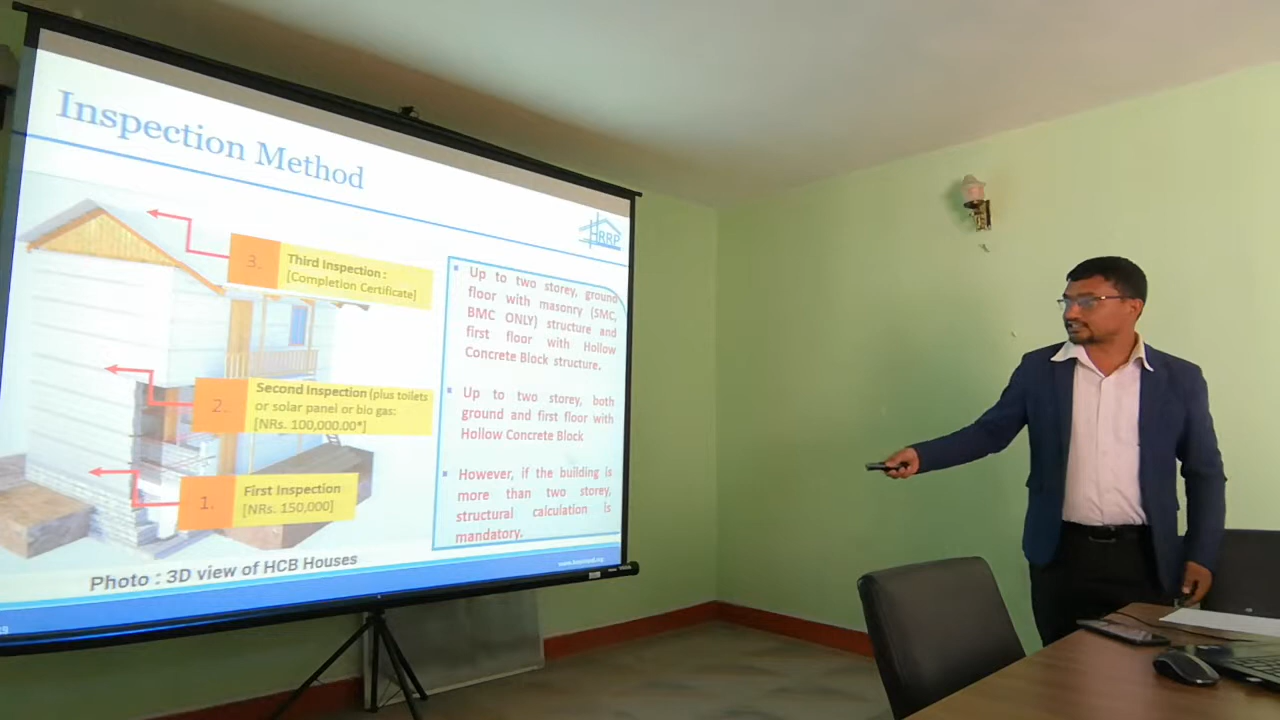 Inspection Method
HRRP
3.
Third Inspection :
[Completion Certificate]
2.
Second Inspection (plus toilets
or solar panel or bio gas:
[NRs. 100,000.00*]
1.
First Inspection
[NRs. 150,000]
Photo : 3D view of HCB Houses
▪ Up to two storey, ground
floor with masonry (SMC,
BMC ONLY) structure and
first floor with Hollow
Concrete Block structure.
▪ Up to two storey, both
ground and first floor with
Hollow Concrete Block
▪ However, if the building is
more than two storey,
structural calculation is
mandatory.